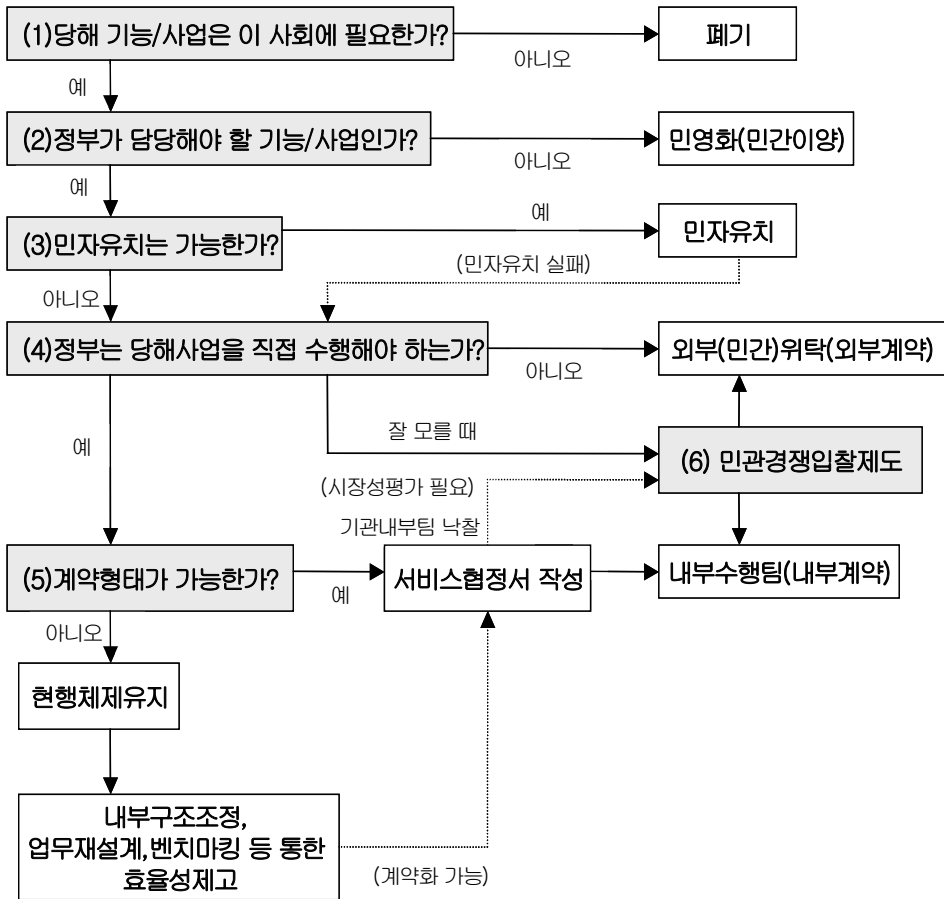 (1)당해 기능/사업은 이 사회에 필요한가?
아니오
폐기
예
(2)정부가 담당해야 할 기능/사업인가?
아니오
민영화(민간이양)
예
(3)민자유치는 가능한가?
예
민자유치
(민자유치 실패)
아니오
(4)정부는 당해사업을 직접 수행해야 하는가?
아니오
외부(민간)위탁(외부계약)
예
잘 모를 때
(6) 민관경쟁입찰제도
(시장성평가 필요)
기관내부팀 낙찰
(5)계약형태가 가능한가?
예
서비스협정서 작성
내부수행팀(내부계약)
아니오
현행체제유지
내부구조조정,
업무재설계,벤치마킹 등 통한
효율성제고
(계약화 가능)